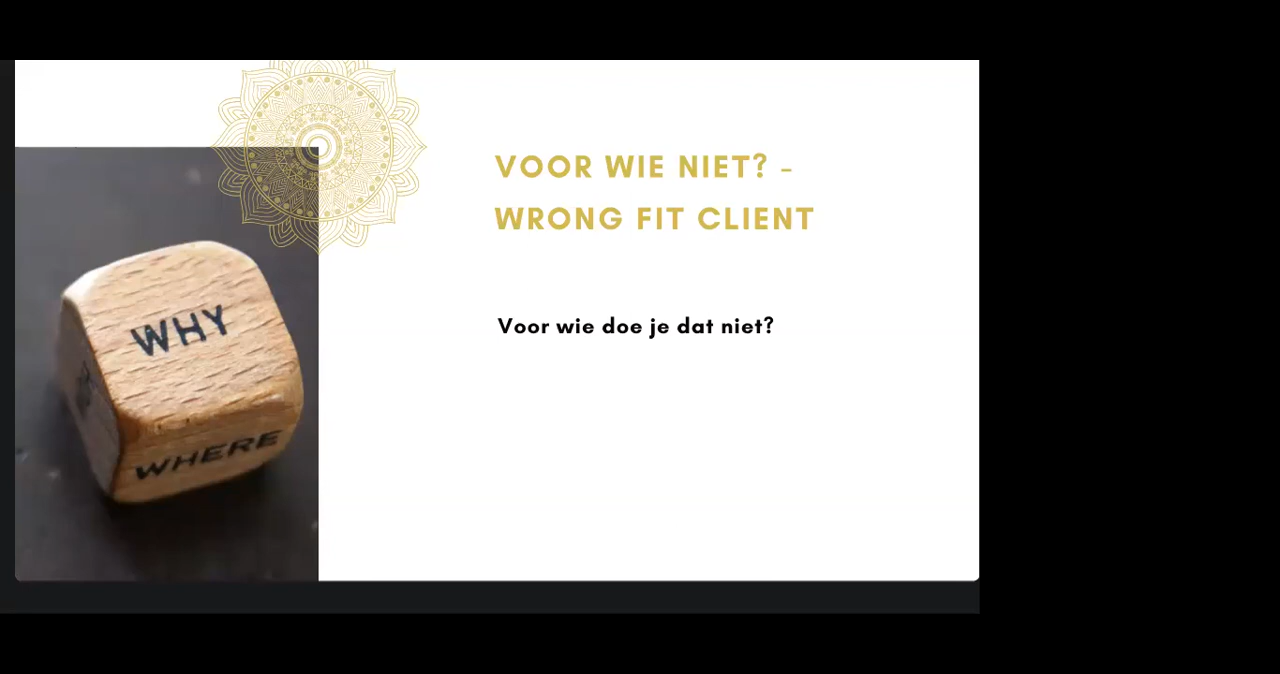 VOOR WIE NIET? –
WRONG FIT CLIENT
Voor wie doe je dat niet?
WHY
WHERE